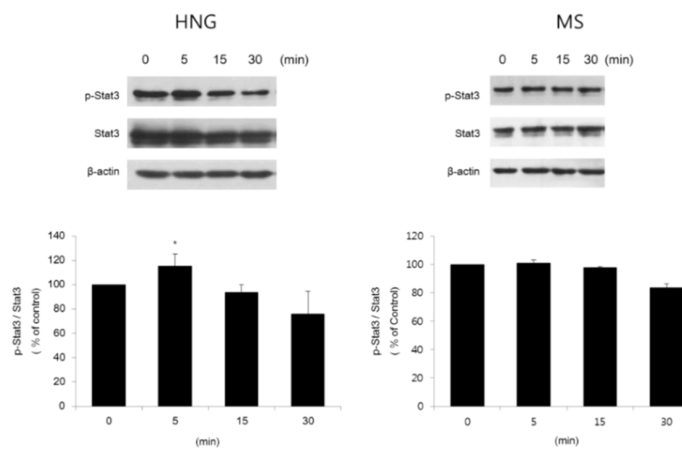 HNG
0 5 15 30 (min)
p-Stat3
Stat3
β-actin
MS
0 5 15 30 (min)
p-Stat3
Stat3
β-actin
p-Stat3 / Stat3
( % of control)
140
120
100
80
60
40
20
0
*
0 5 15 30
(min)
p-Stat3 / Stat3
( % of Control)
120
100
80
60
40
20
0
0 5 15 30
(min)